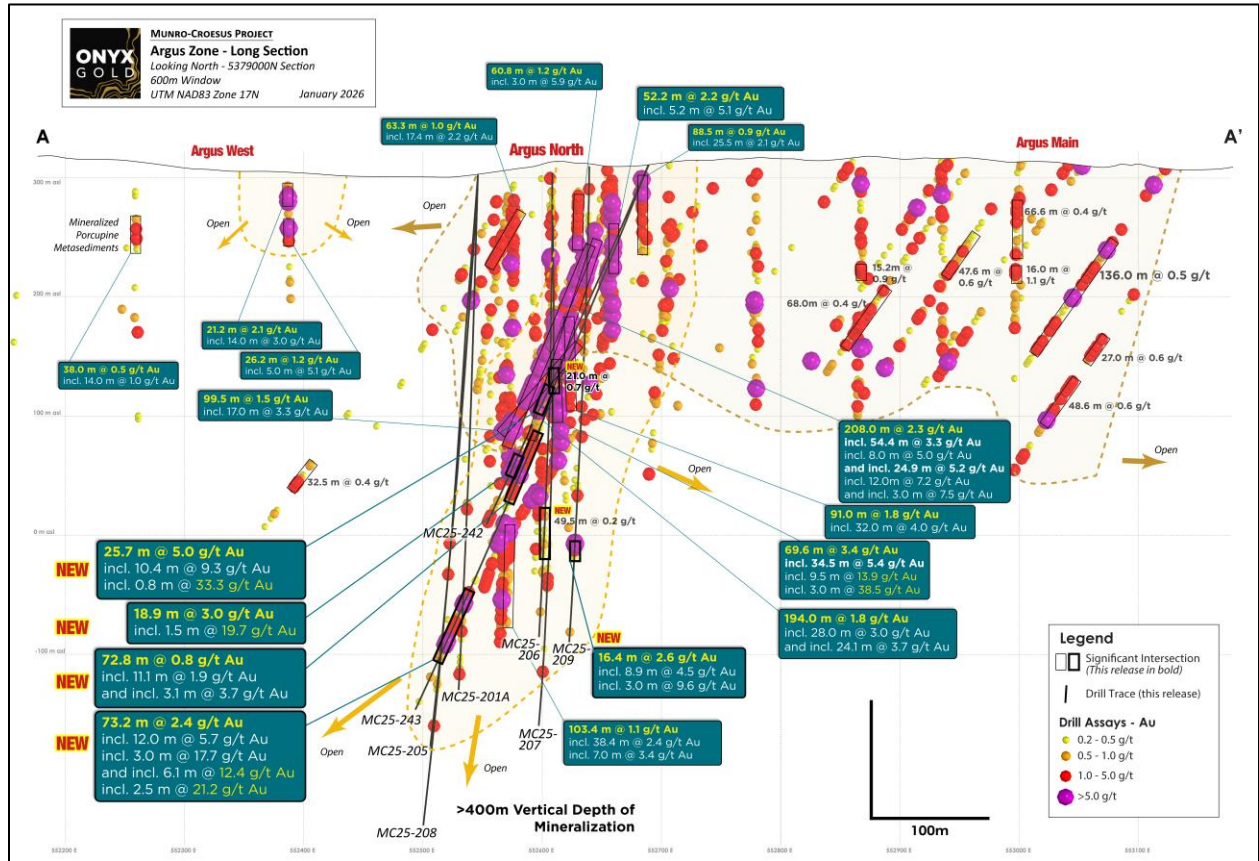 ONYX
GOLD
MUNRO-CROESUS PROJECT
Argus Zone - Long Section
Looking North - 5379000N Section
600m Window
UTM NAD83 Zone 17N January 2026
60.8 m @ 1.2 g/t Au
incl. 3.0 m @ 5.9 g/t Au
52.2 m @ 2.2 g/t Au
incl. 5.2 m @ 5.1 g/t Au
63.3 m @ 1.0 g/t Au
incl. 17.4 m @ 2.2 g/t Au
88.5 m @ 0.9 g/t Au
incl. 25.5 m @ 2.1 g/t Au
A
A'
Argus West
Argus North
Argus Main
300 m asl
Mineralized
Porcupine
Metasediments
Open
Open
Open
66.6 m @ 0.4 g/t
15.2m @
0.9 g/t
47.6 m @
0.6 g/t
16.0 m @
1.1 g/t
136.0 m @ 0.5 g/t
200 m asl
68.0m @ 0.4 g/t
21.2 m @ 2.1 g/t Au
incl. 14.0 m @ 3.0 g/t Au
26.2 m @ 1.2 g/t Au
incl. 5.0 m @ 5.1 g/t Au
38.0 m @ 0.5 g/t Au
incl. 14.0 m @ 1.0 g/t Au
99.5 m @ 1.5 g/t Au
incl. 17.0 m @ 3.3 g/t Au
NEW
21.0 m @
0.7 g/t
27.0 m @ 0.6 g/t
48.6 m @ 0.6 g/t
100 m asl
208.0 m @ 2.3 g/t Au
incl. 54.4 m @ 3.3 g/t Au
incl. 8.0 m @ 5.0 g/t Au
and incl. 24.9 m @ 5.2 g/t Au
incl. 12.0m @ 7.2 g/t Au
and incl. 3.0 m @ 7.5 g/t Au
Open
Open
32.5 m @ 0.4 g/t
91.0 m @ 1.8 g/t Au
incl. 32.0 m @ 4.0 g/t Au
NEW
49.5 m @ 0.2 g/t
MC25-242
0 m asl
69.6 m @ 3.4 g/t Au
incl. 34.5 m @ 5.4 g/t Au
incl. 9.5 m @ 13.9 g/t Au
incl. 3.0 m @ 38.5 g/t Au
NEW
25.7 m @ 5.0 g/t Au
incl. 10.4 m @ 9.3 g/t Au
incl. 0.8 m @ 33.3 g/t Au
NEW
18.9 m @ 3.0 g/t Au
incl. 1.5 m @ 19.7 g/t Au
194.0 m @ 1.8 g/t Au
incl. 28.0 m @ 3.0 g/t Au
and incl. 24.1 m @ 3.7 g/t Au
MC25-
206
MC25-
209
NEW
16.4 m @ 2.6 g/t Au
incl. 8.9 m @ 4.5 g/t Au
incl. 3.0 m @ 9.6 g/t Au
-100 m asl
NEW
72.8 m @ 0.8 g/t Au
incl. 11.1 m @ 1.9 g/t Au
and incl. 3.1 m @ 3.7 g/t Au
NEW
73.2 m @ 2.4 g/t Au
incl. 12.0 m @ 5.7 g/t Au
incl. 3.0 m @ 17.7 g/t Au
and incl. 6.1 m @ 12.4 g/t Au
incl. 2.5 m @ 21.2 g/t Au
MC25-201A
MC25-243
MC25-205
MC25-
207
Open
Open
103.4 m @ 1.1 g/t Au
incl. 38.4 m @ 2.4 g/t Au
incl. 7.0 m @ 3.4 g/t Au
>400m Vertical Depth of
Mineralization
MC25-208
100m
Legend
Significant Intersection
(This release in bold)
Drill Trace (this release)
Drill Assays - Au
0.2 - 0.5 g/t
0.5 - 1.0 g/t
1.0 - 5.0 g/t
>5.0 g/t
552200 E
552300 E
552400 E
552500 E
552600 E
552700 E
552800 E
552900 E
553000 E
553100 E